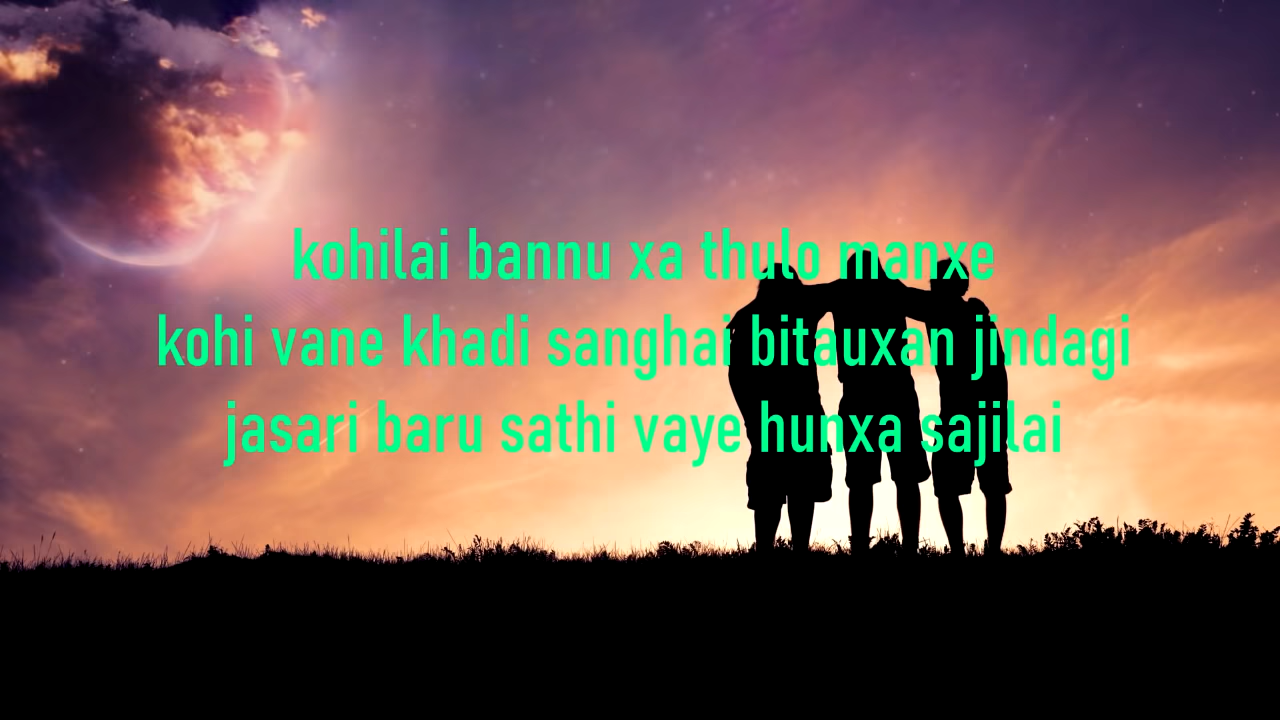 kohilai bannu xa thulo manxe
kohi vane khadi sanghai bitauxan jindagi
jasari baru sathi vaye hunxa sajilai